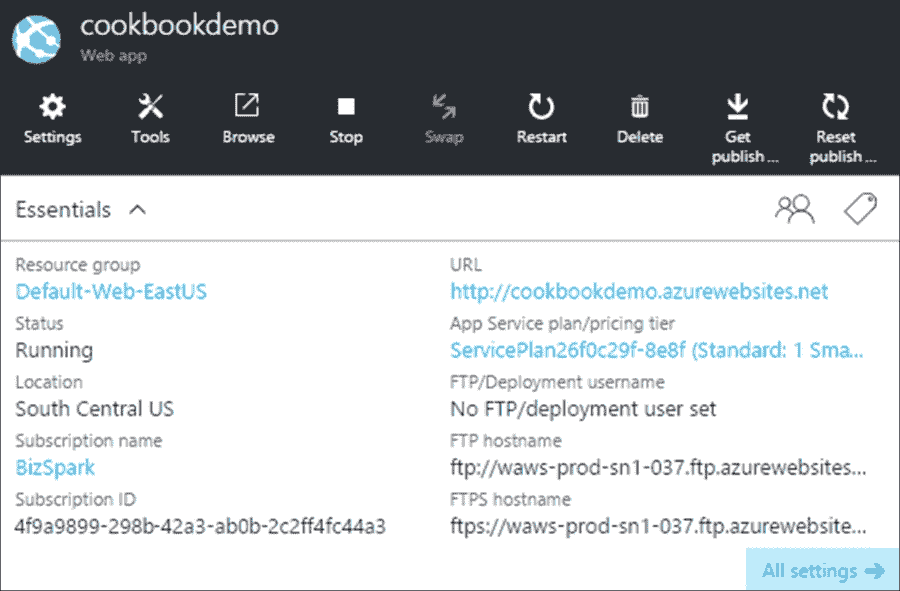 cookbookdemo
Web app
Settings
Tools
Browse
Stop
Swap
Restart
Delete
Get
publish ...
Reset
publish ...
Essentials
Resource group
Default-Web-EastUS
Status
Running
Location
South Central US
Subscription name
BizSpark
Subscription ID
4f9a9899-298b-42a3-ab0b-2c2ff4fc44a3
URL
http://cookbookdemo.azurewebsites.net
App Service plan/pricing tier
ServicePlan26f0c29f-8e8f (Standard: 1 Sma...
FTP/Deployment username
No FTP/deployment user set
FTP hostname
ftp://waws-prod-sn1-037.ftp.azurewebsites...
FTPS hostname
ftps://waws-prod-sn1-037.ftp.azurewebsite...
All settings